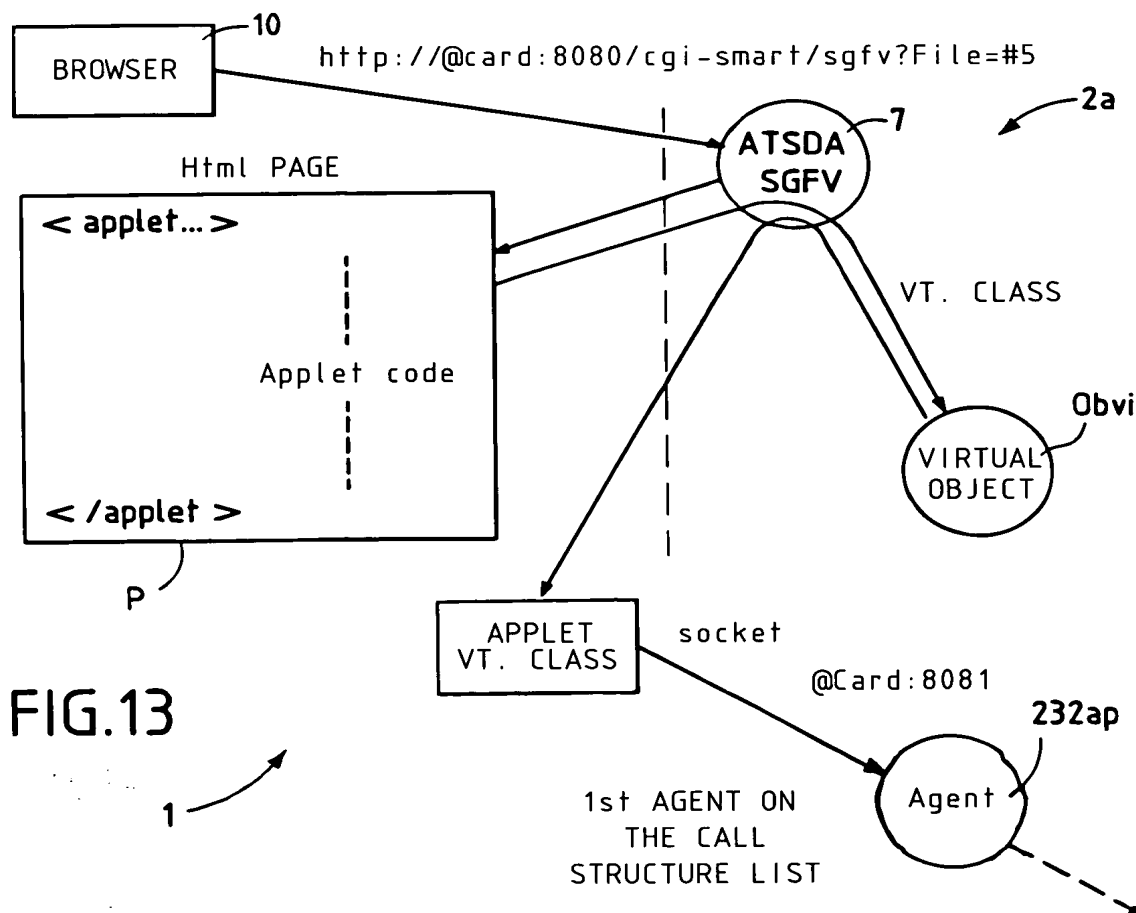 10
BROWSER
http://@card:8080/cgi-smart/sgfv?File=#5
2a
7
ATSDA
SGFV
Html PAGE
< applet... >
Applet code
< /applet >
P
VT. CLASS
Obvi
VIRTUAL
OBJECT
APPLET
VT. CLASS
socket
@Card:8081
232ap
Agent
1st AGENT ON
THE CALL
STRUCTURE LIST
FIG.13
1